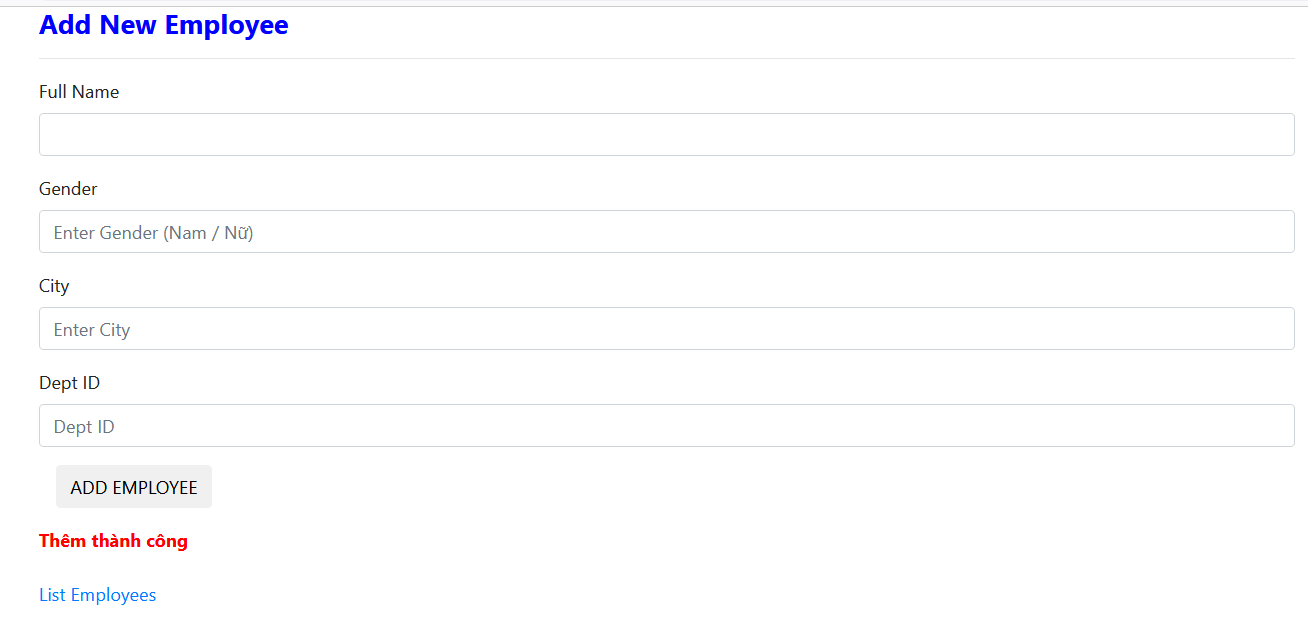 Add New Employee
Full Name
Gender
Enter Gender (Nam / Nữ)
City
Enter City
Dept ID
Dept ID
ADD EMPLOYEE
Thêm thành công
List Employees